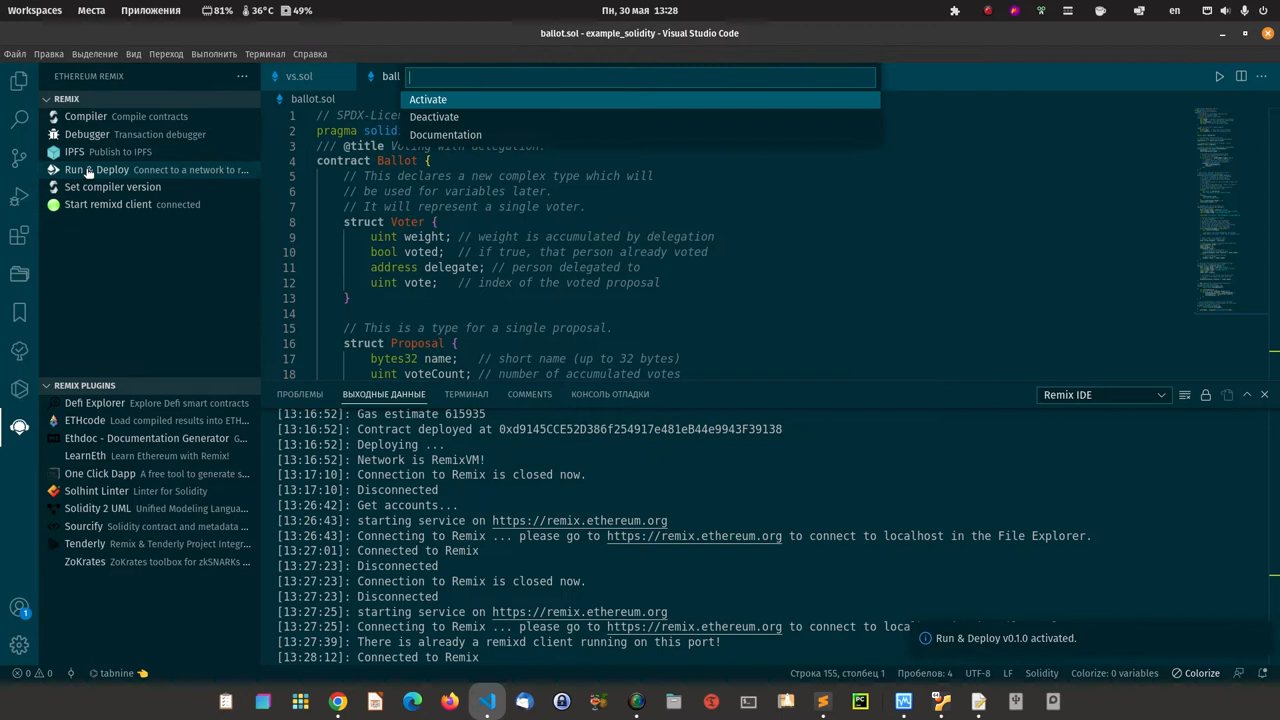 Workspaces Места Приложения 81% 36°C 49% Пн, 30 мая 13:28 en
ballot.sol - example_solidity - Visual Studio Code
Файл Правка Выделение Вид Переход Выполнить Терминал Справка
ETHEREUM REMIX
REMIX
Compiler Compile contracts
Debugger Transaction debugger
IPFS Publish to IPFS
Run & Deploy Connect to a network to r...
Set compiler version
Start remixd client connected
REMIX PLUGINS
Defi Explorer Explore Defi smart contracts
ETHcode Load compiled results into ETH...
Ethdoc - Documentation Generator G...
LearnEth Learn Ethereum with Remix!
One Click Dapp A free tool to generate s...
Solhint Linter Linter for Solidity
Solidity 2 UML Unified Modeling Langua...
Sourcify Solidity contract and metadata ...
Tenderly Remix & Tenderly Project Integr...
ZoKrates ZoKrates toolbox for zkSNARKs ...
vs.sol ball
Activate
Deactivate
Documentation
ballot.sol
1 // SPDX-Licen
2 pragma solidi
3 /// @title Voting with delegation.
4 contract Ballot {
5 // This declares a new complex type which will
6 // be used for variables later.
7 // It will represent a single voter.
8 struct Voter {
9 uint weight; // weight is accumulated by delegation
10 bool voted; // if true, that person already voted
11 address delegate; // person delegated to
12 uint vote; // index of the voted proposal
13 }
14
15 // This is a type for a single proposal.
16 struct Proposal {
17 bytes32 name; // short name (up to 32 bytes)
18 uint voteCount; // number of accumulated votes
ПРОБЛЕМЫ ВЫХОДНЫЕ ДАННЫЕ ТЕРМИНАЛ COMMENTS КОНСОЛЬ ОТЛАДКИ Remix IDE
[13:16:52]: Gas estimate 615935
[13:16:52]: Contract deployed at 0xd9145CCE52D386f254917e481eB44e9943F39138
[13:16:52]: Deploying ...
[13:16:52]: Network is RemixVM!
[13:17:10]: Connection to Remix is closed now.
[13:17:10]: Disconnected
[13:26:42]: Get accounts...
[13:26:43]: starting service on https://remix.ethereum.org
[13:26:43]: Connecting to Remix ... please go to https://remix.ethereum.org to connect to localhost in the File Explorer.
[13:27:01]: Connected to Remix
[13:27:23]: Disconnected
[13:27:23]: Connection to Remix is closed now.
[13:27:23]: Disconnected
[13:27:25]: starting service on https://remix.ethereum.org
[13:27:25]: Connecting to Remix ... please go to https://remix.ethereum.org to connect to loca
[13:27:39]: There is already a remixd client running on this port!
[13:28:12]: Connected to Remix
Run & Deploy v0.1.0 activated.
1
0 0 tabnine Строка 155, столбец 1 Пробелов: 4 UTF-8 LF Solidity Colorize: 0 variables Colorize